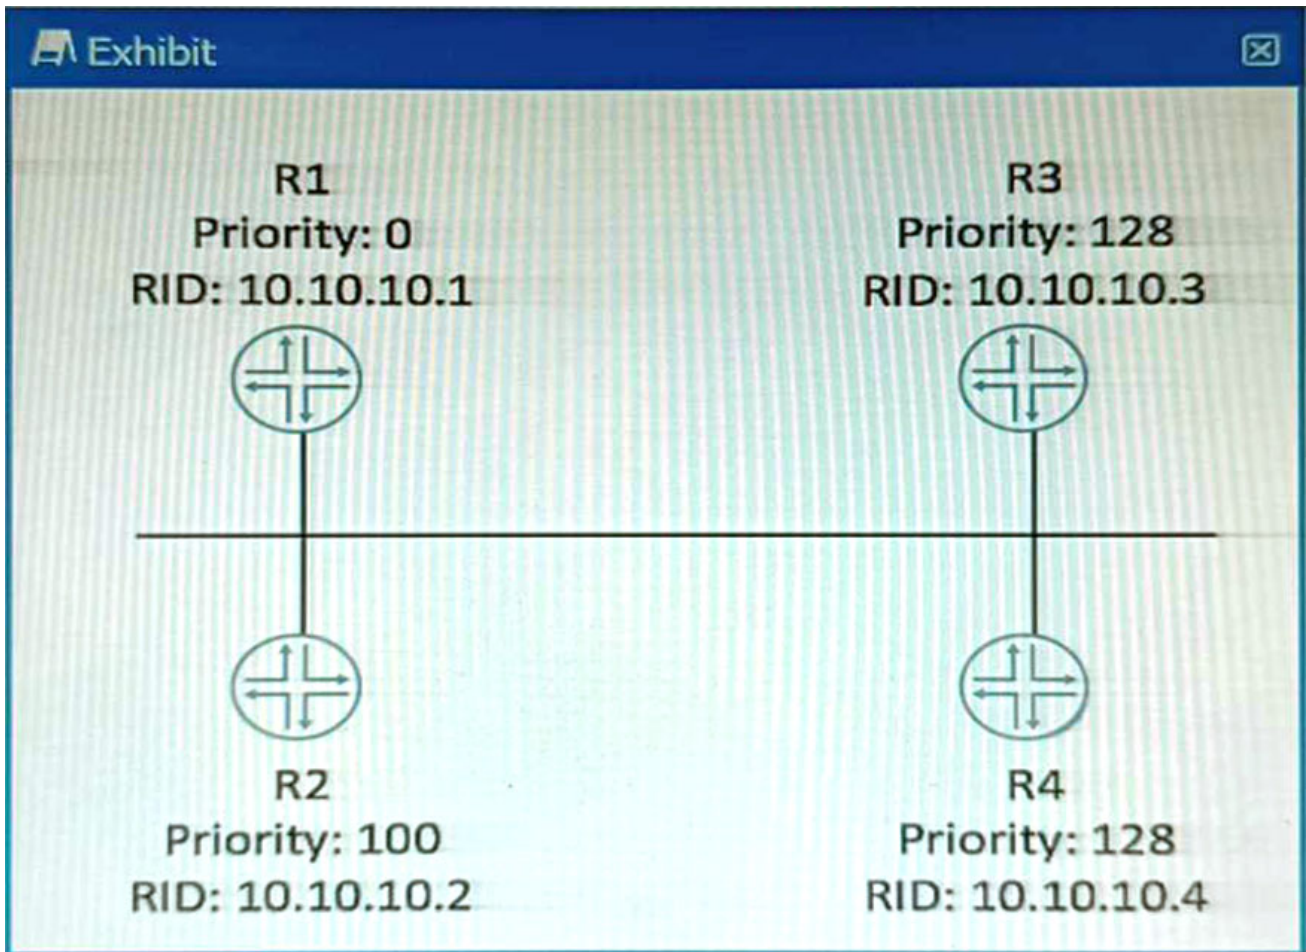 Exhibit
R1
Priority: 0
RID: 10.10.10.1
R3
Priority: 128
RID: 10.10.10.3
R2
Priority: 100
RID: 10.10.10.2
R4
Priority: 128
RID: 10.10.10.4